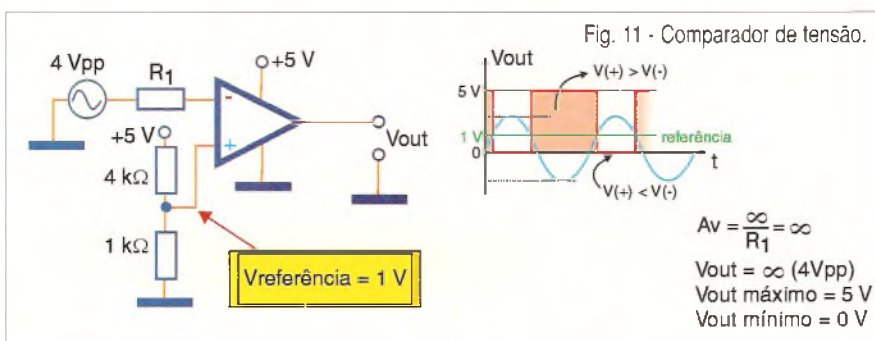 Fig. 11 - Comparador de tensão.
4 Vpp
R1
+5 V
-
+
Vout
+5 V
4 kΩ
1 kΩ
Vreferência = 1 V
Vout
5 V
1 V
0
V(+) > V(-)
referência
t
V(+) < V(-)
Av = ∞/R1 = ∞
Vout = ∞ (4Vpp)
Vout máximo = 5 V
Vout mínimo = 0 V